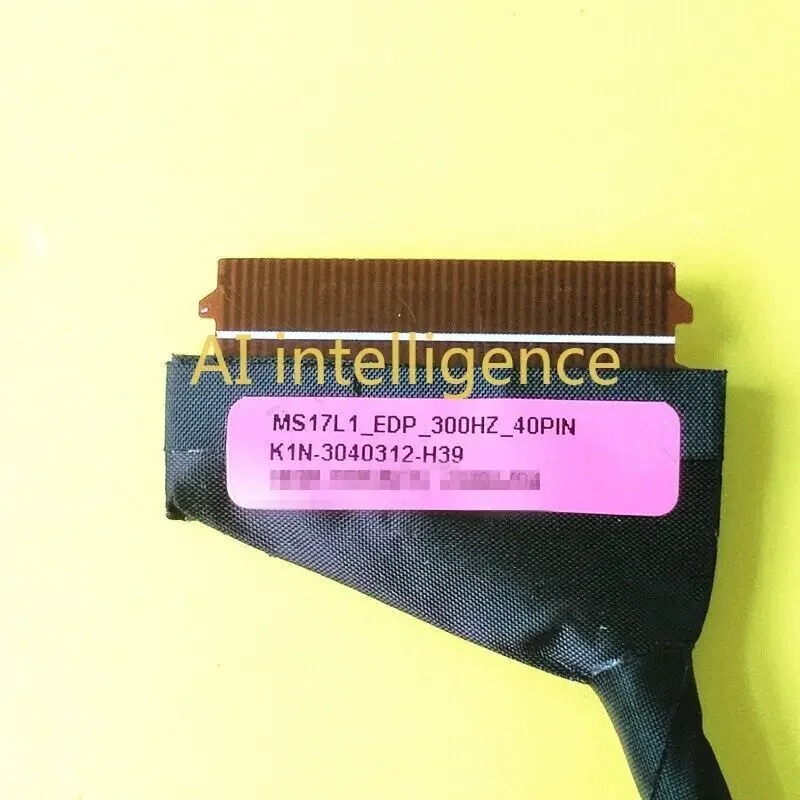 AI intelligence
MS17L1_EDP_300HZ_40PIN
K1N-3040312-H39